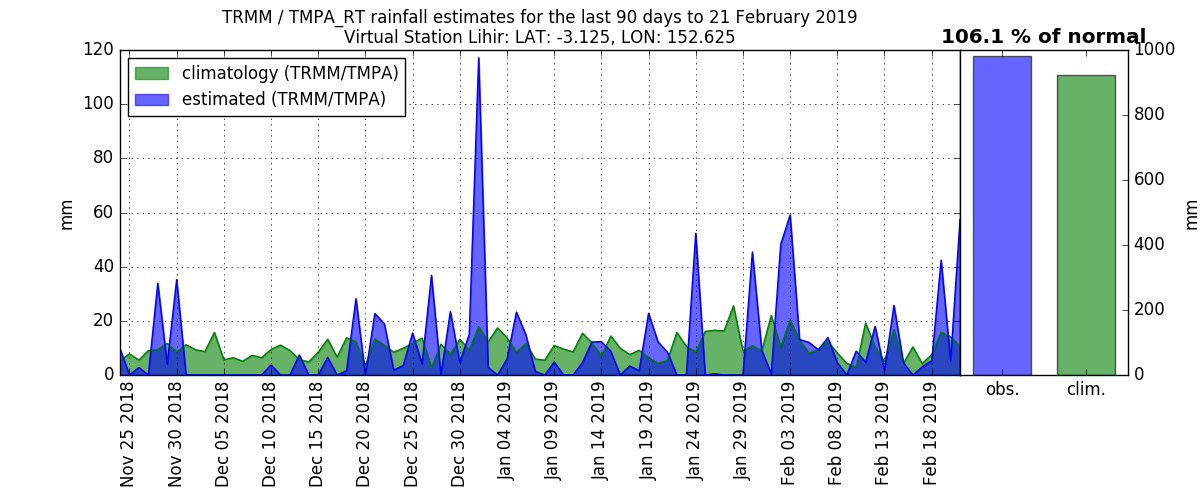 TRMM / TMPA_RT rainfall estimates for the last 90 days to 21 February 2019
Virtual Station Lihir: LAT: -3.125, LON: 152.625
106.1 % of normal
climatology (TRMM/TMPA)
estimated (TRMM/TMPA)
120
100
80
60
40
20
0
mm
1000
800
600
400
200
0
mm
Nov 25 2018
Nov 30 2018
Dec 05 2018
Dec 10 2018
Dec 15 2018
Dec 20 2018
Dec 25 2018
Dec 30 2018
Jan 04 2019
Jan 09 2019
Jan 14 2019
Jan 19 2019
Jan 24 2019
Jan 29 2019
Feb 03 2019
Feb 08 2019
Feb 13 2019
Feb 18 2019
obs.
clim.